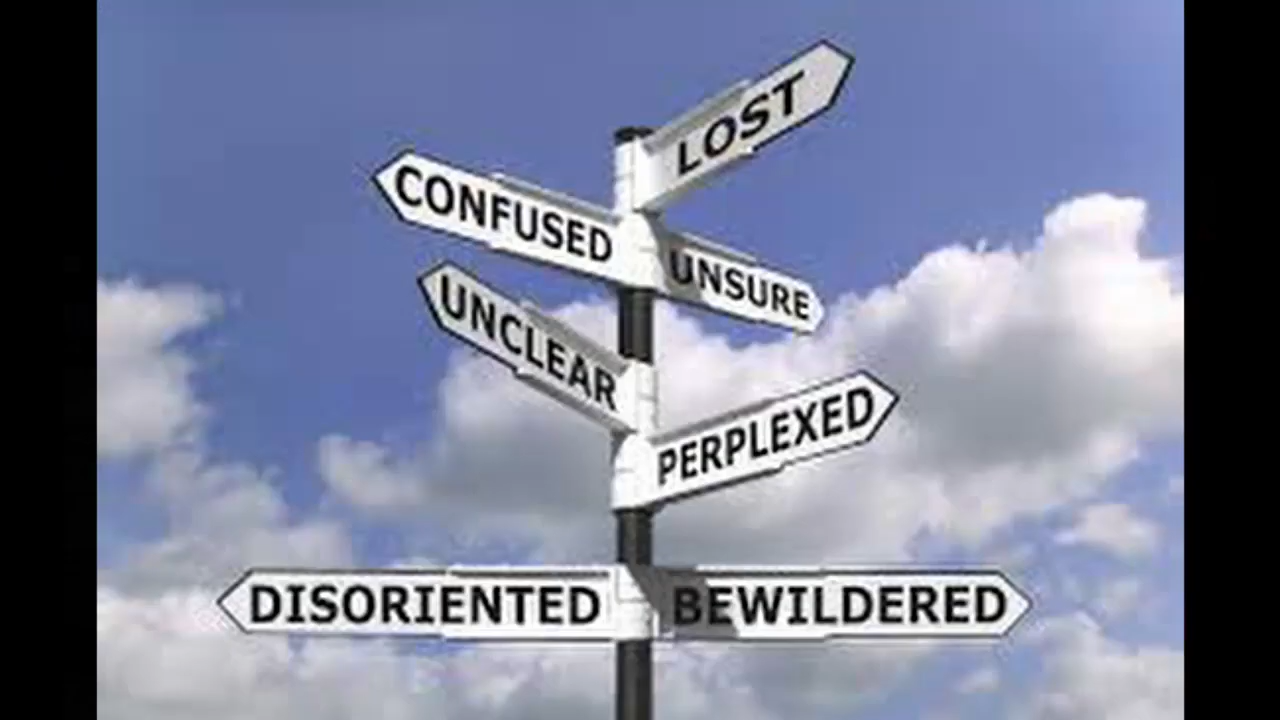 LOST
CONFUSED
UNSURE
UNCLEAR
PERPLEXED
DISORIENTED
BEWILDERED